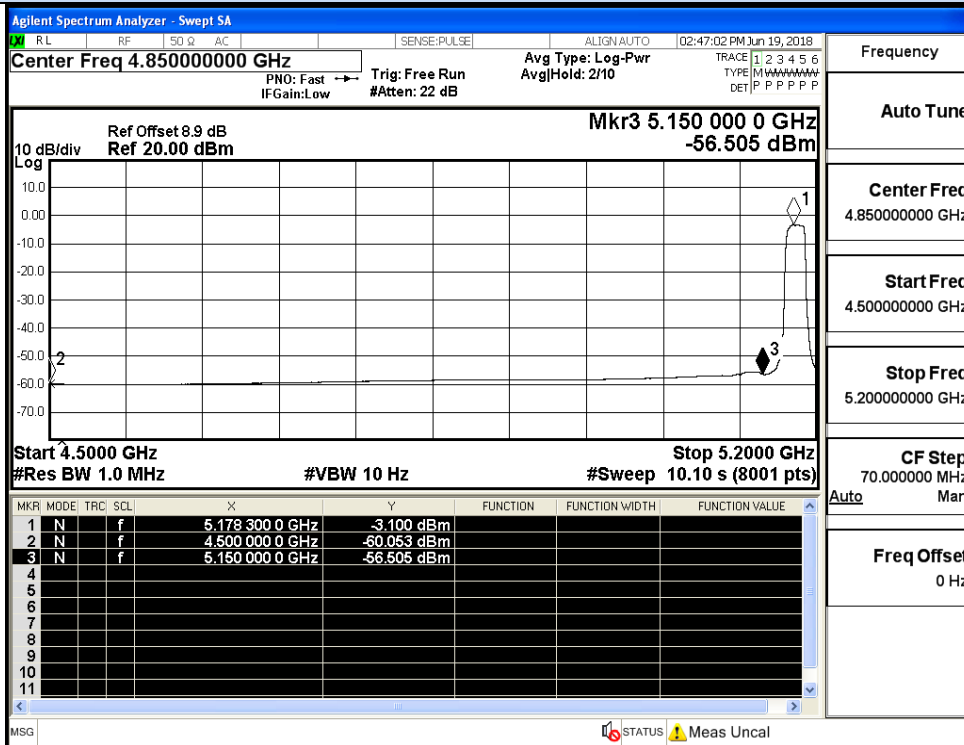 Agilent Spectrum Analyzer - Swept SA
LXI RL RF 50 Ω AC SENSE:PULSE ALIGN AUTO 02:47:02 PM Jun 19, 2018
Center Freq 4.850000000 GHz
PNO: Fast
IFGain:Low
Trig: Free Run
#Atten: 22 dB
Avg Type: Log-Pwr
Avg|Hold: 2/10
TRACE 1 2 3 4 5 6
TYPE M WWWWW
DET P P P P P P
Mkr3 5.150 000 0 GHz
-56.505 dBm
Ref Offset 8.9 dB
10 dB/div Ref 20.00 dBm
Log
10.0
0.00
-10.0
-20.0
-30.0
-40.0
-50.0
-60.0
-70.0
1
2
3
Start 4.5000 GHz Stop 5.2000 GHz
#Res BW 1.0 MHz #VBW 10 Hz #Sweep 10.10 s (8001 pts)
MKR MODE TRC SCL X Y FUNCTION FUNCTION WIDTH FUNCTION VALUE
1 N f 5.178 300 0 GHz -3.100 dBm
2 N f 4.500 000 0 GHz -60.053 dBm
3 N f 5.150 000 0 GHz -56.505 dBm
4
5
6
7
8
9
10
11
MSG STATUS Meas Uncal
Frequency
Auto Tune
Center Freq
4.850000000 GHz
Start Freq
4.500000000 GHz
Stop Freq
5.200000000 GHz
CF Step
70.000000 MHz
Auto Man
Freq Offset
0 Hz